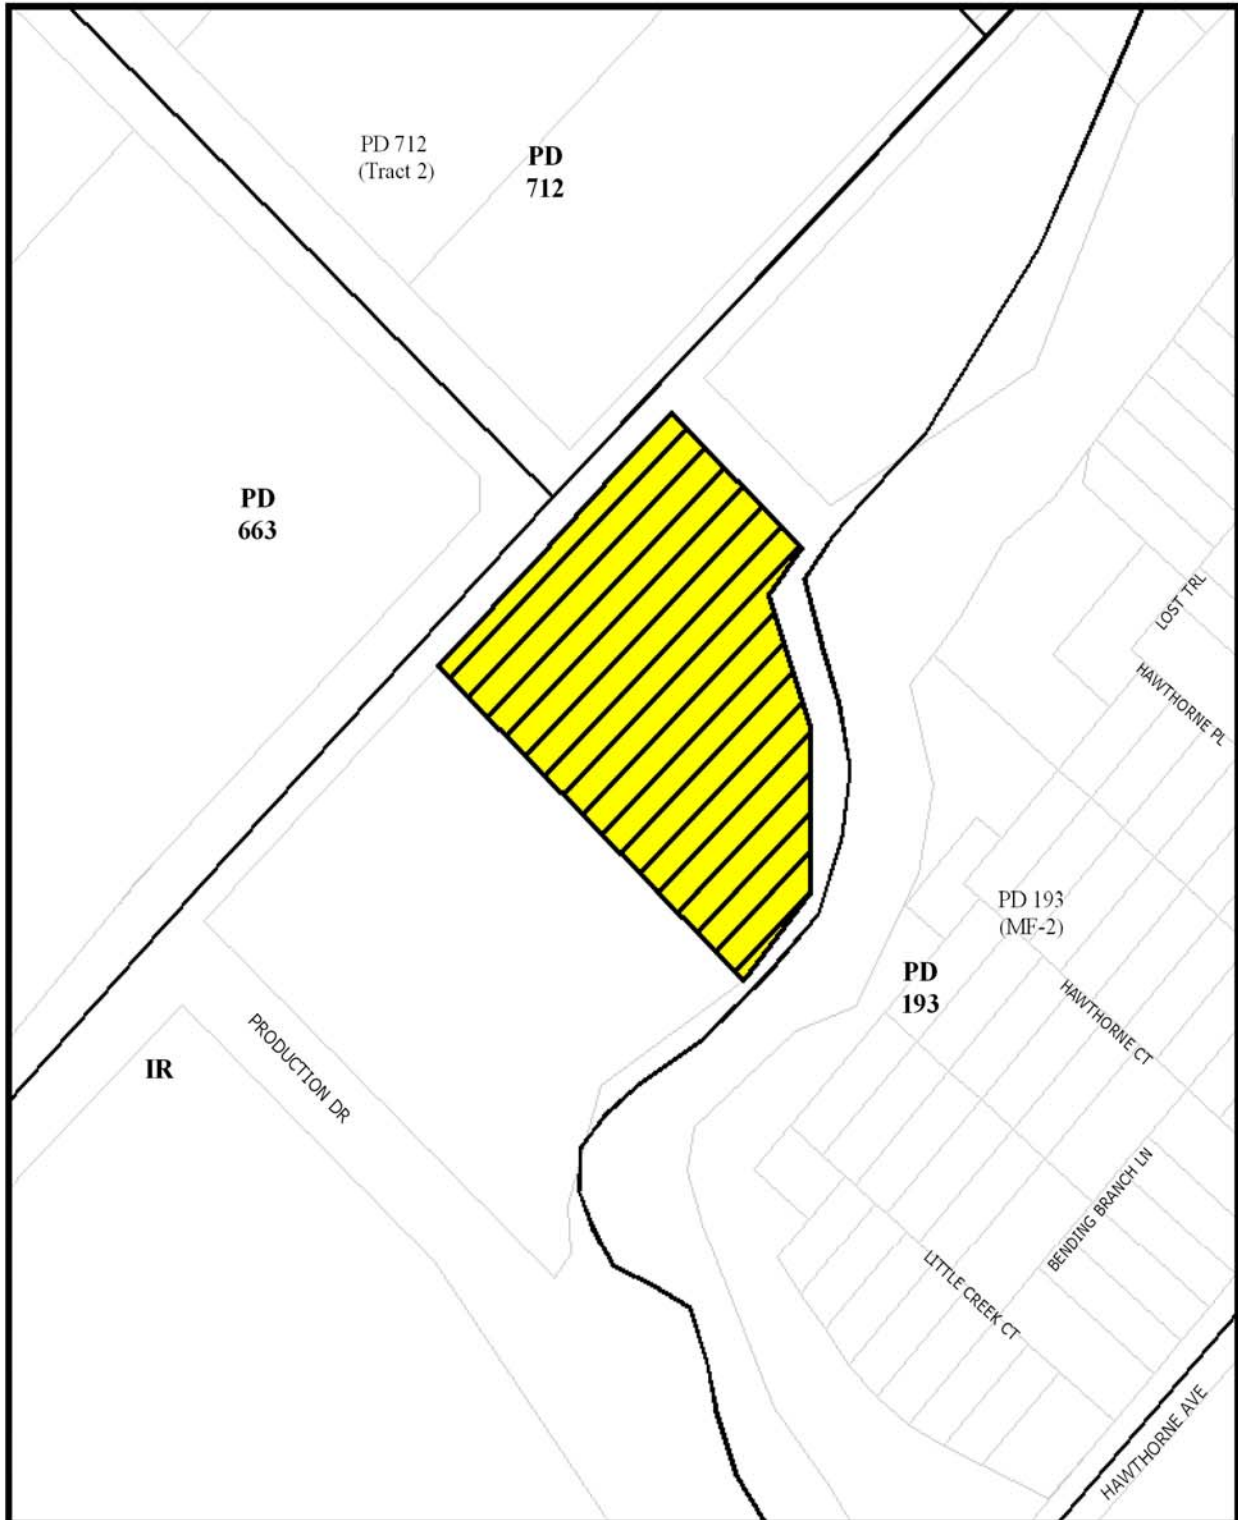 PD 712
(Tract 2)
PD
712
PD
663
LOST TRL
HAWTHORNE PL
PD 193
(MF-2)
PD
193
HAWTHORNE CT
IR
PRODUCTION DR
BENDING BRANCH LN
LITTLE CREEK CT
HAWTHORNE AVE